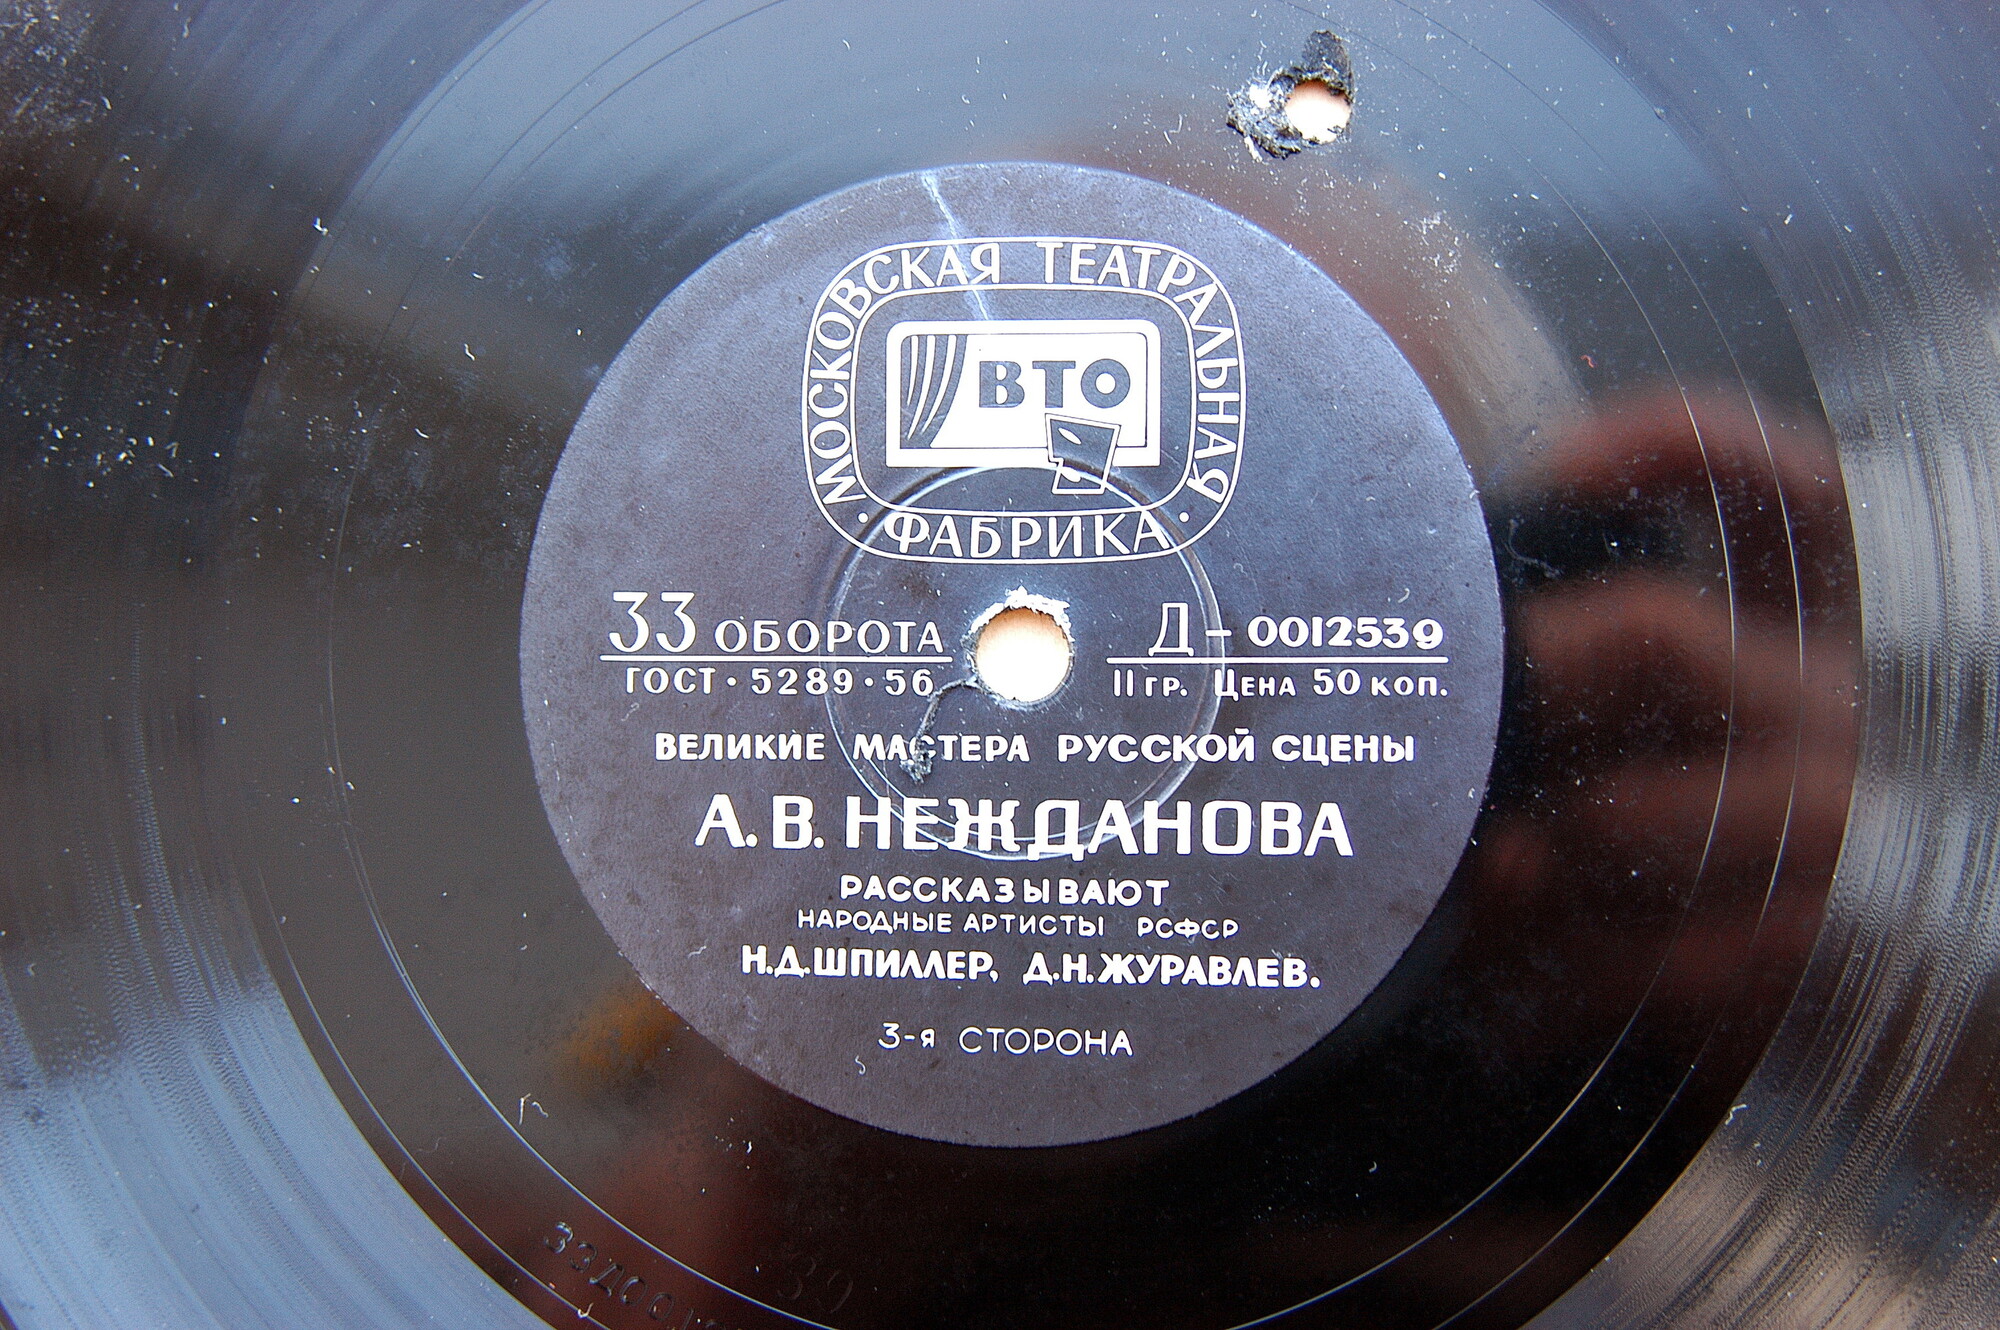 МОСКОВСКАЯ ТЕАТРАЛЬНАЯ
ВТО
· ФАБРИКА ·
33 ОБОРОТА
ГОСТ · 5289 · 56
Д – 0012539
II ГР. ЦЕНА 50 КОП.
ВЕЛИКИЕ МАСТЕРА РУССКОЙ СЦЕНЫ
А. В. НЕЖДАНОВА
РАССКАЗЫВАЮТ
НАРОДНЫЕ АРТИСТЫ РСФСР
Н.Д.ШПИЛЛЕР, Д.Н.ЖУРАВЛЕВ.
3-Я СТОРОНА